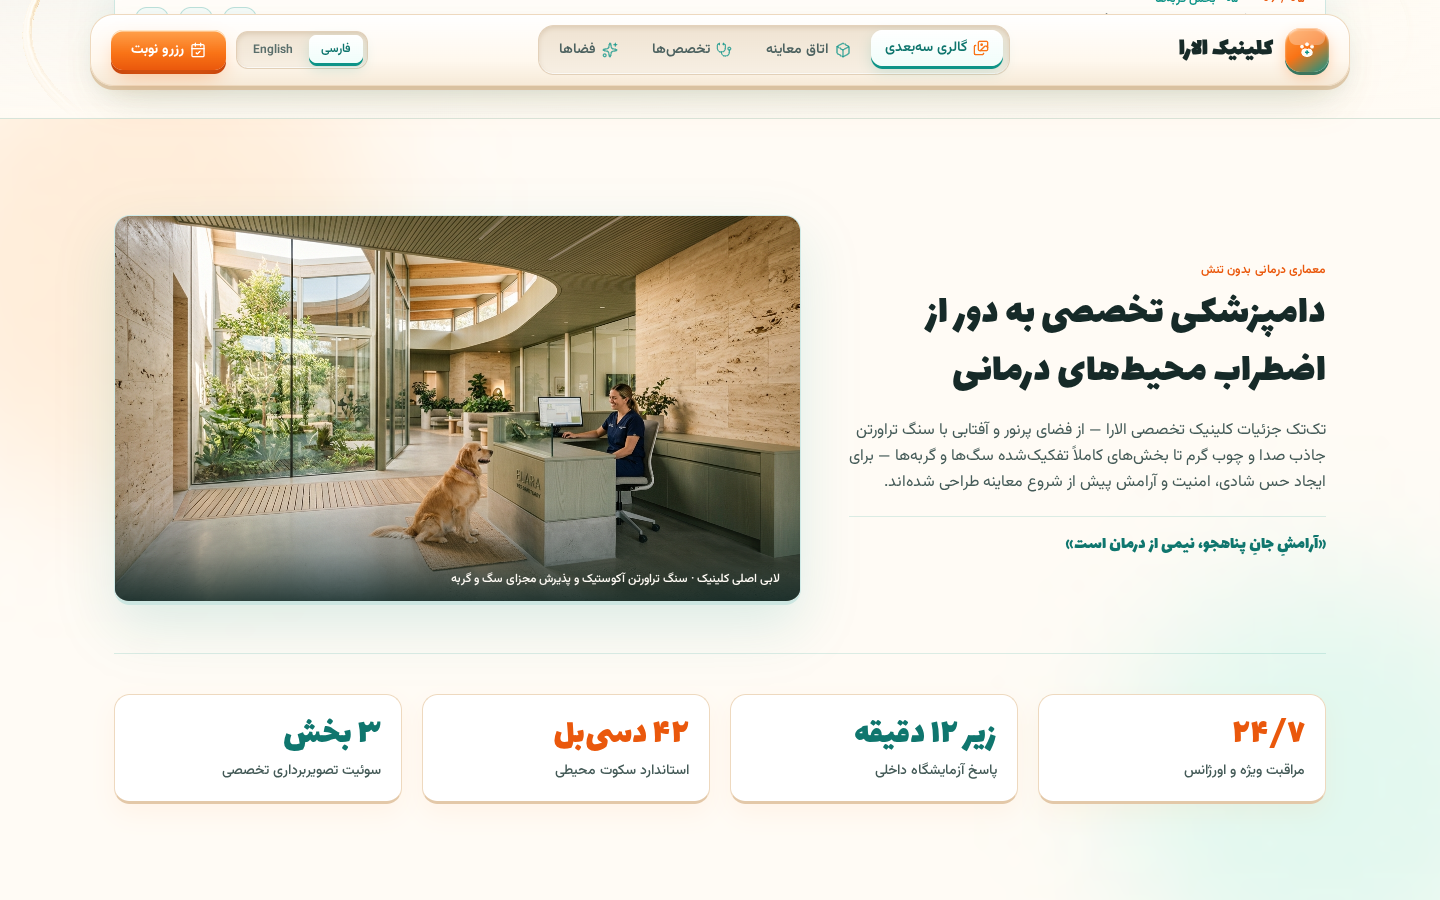 کلینیک الارا
گالری سه‌بعدی
اتاق معاینه
تخصص‌ها
فضاها
فارسی
English
رزرو نوبت
معماری درمانی بدون تنش
دامپزشکی تخصصی به دور از
اضطراب محیط‌های درمانی
تک‌تک جزئیات کلینیک تخصصی الارا — از فضای پرنور و آفتابی با سنگ تراورتن
جاذب صدا و چوب گرم تا بخش‌های کاملاً تفکیک‌شده سگ‌ها و گربه‌ها — برای
ایجاد حس شادی، امنیت و آرامش پیش از شروع معاینه طراحی شده‌اند.
«آرامشِ جانِ پناهجو، نیمی از درمان است»
ELARA
لابی اصلی کلینیک · سنگ تراورتن آکوستیک و پذیرش مجزای سگ و گربه
۲۴/۷
مراقبت ویژه و اورژانس
زیر ۱۲ دقیقه
پاسخ آزمایشگاه داخلی
۴۲ دسی‌بل
استاندارد سکوت محیطی
۳ بخش
سوئیت تصویربرداری تخصصی